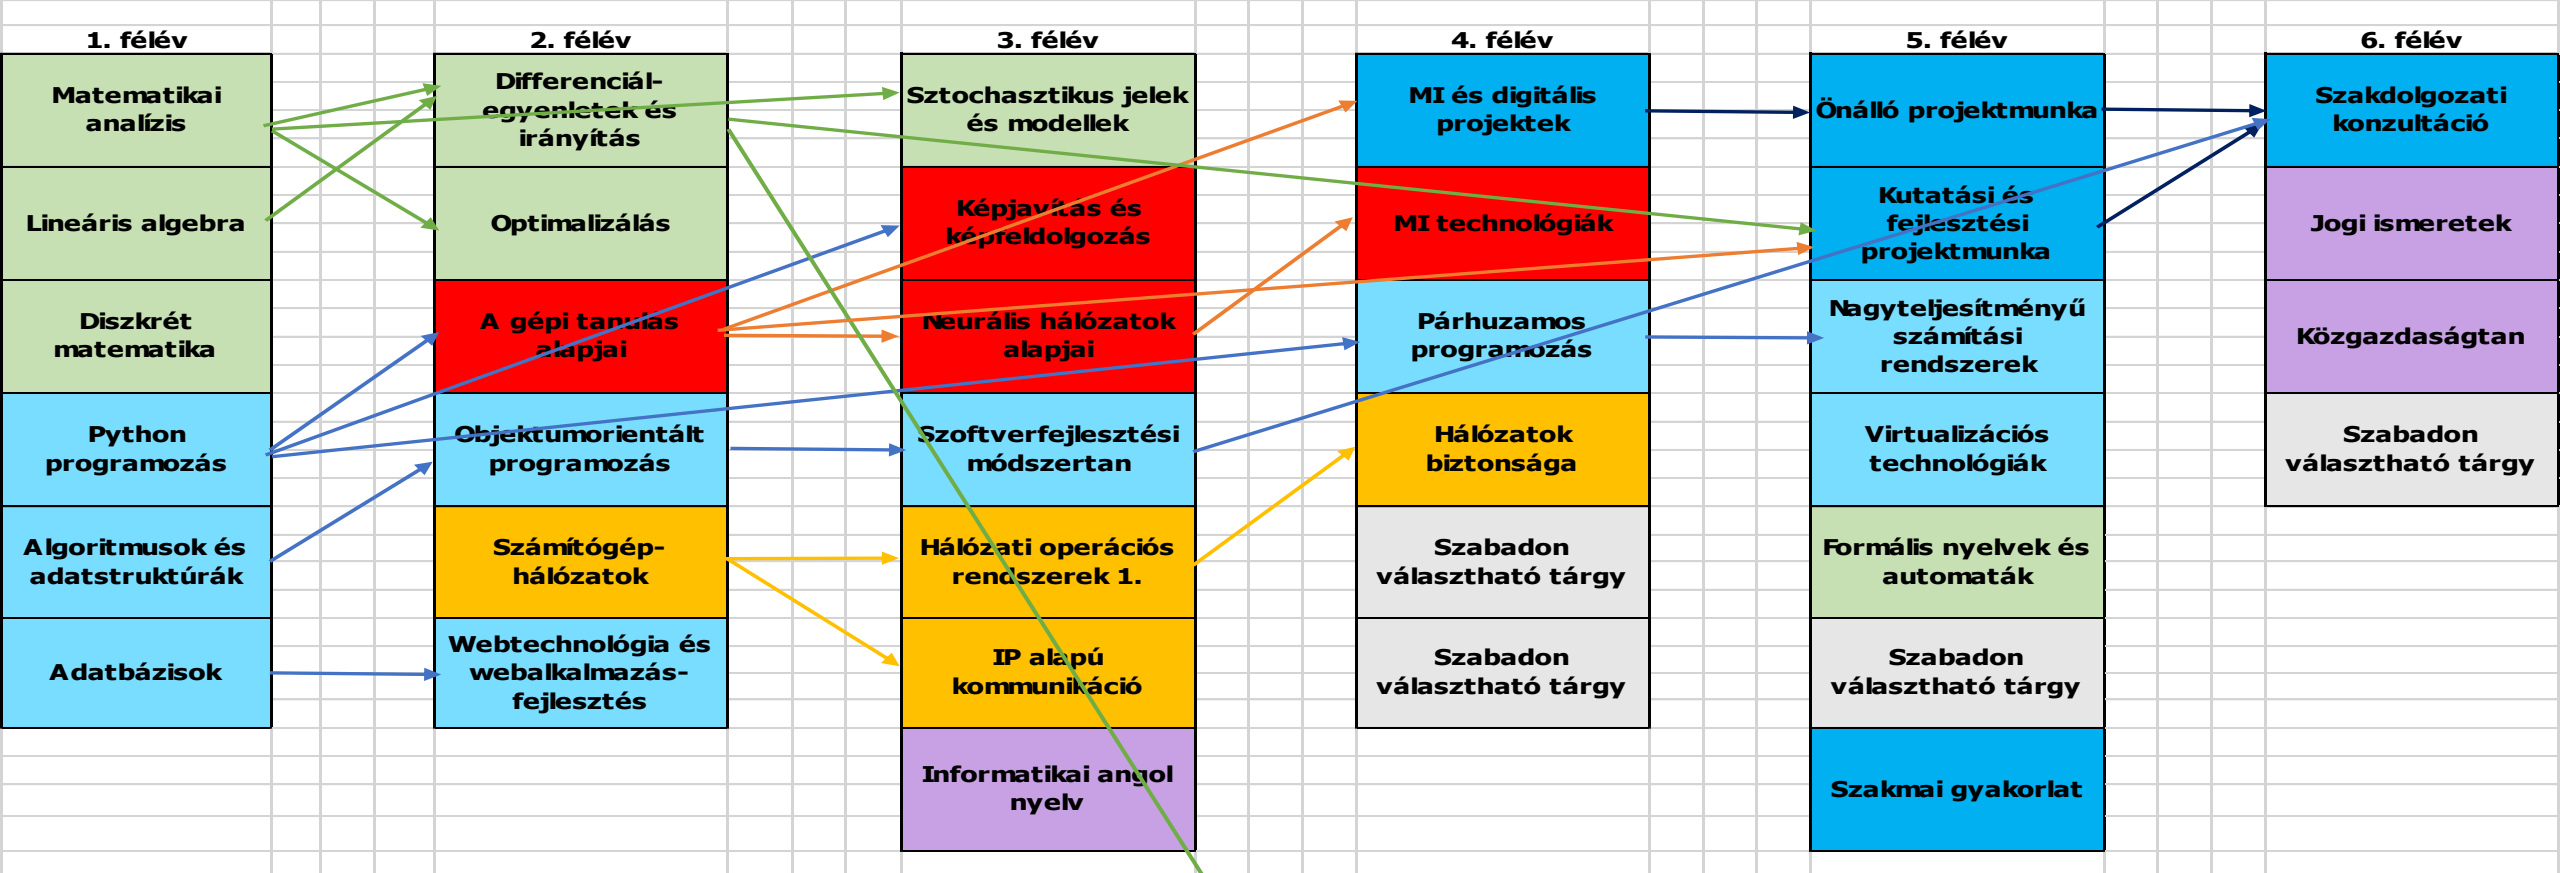 1. félév
Matematikai
analízis
Lineáris algebra
Diszkrét
matematika
Python
programozás
Algoritmusok és
adatstruktúrák
Adatbázisok
2. félév
Differenciál-
egyenletek és
irányítás
Optimalizálás
A gépi tanulás
alapjai
Objektumorientált
programozás
Számítógép-
hálózatok
Webtechnológia és
webalkalmazás-
fejlesztés
3. félév
Sztochasztikus jelek
és modellek
Képjavítás és
képfeldolgozás
Neurális hálózatok
alapjai
Szoftverfejlesztési
módszertan
Hálózati operációs
rendszerek 1.
IP alapú
kommunikáció
Informatikai angol
nyelv
4. félév
MI és digitális
projektek
MI technológiák
Párhuzamos
programozás
Hálózatok
biztonsága
Szabadon
választható tárgy
Szabadon
választható tárgy
5. félév
Önálló projektmunka
Kutatási és
fejlesztési
projektmunka
Nagyteljesítményű
számítási
rendszerek
Virtualizációs
technológiák
Formális nyelvek és
automaták
Szabadon
választható tárgy
Szakmai gyakorlat
6. félév
Szakdolgozati
konzultáció
Jogi ismeretek
Közgazdaságtan
Szabadon
választható tárgy